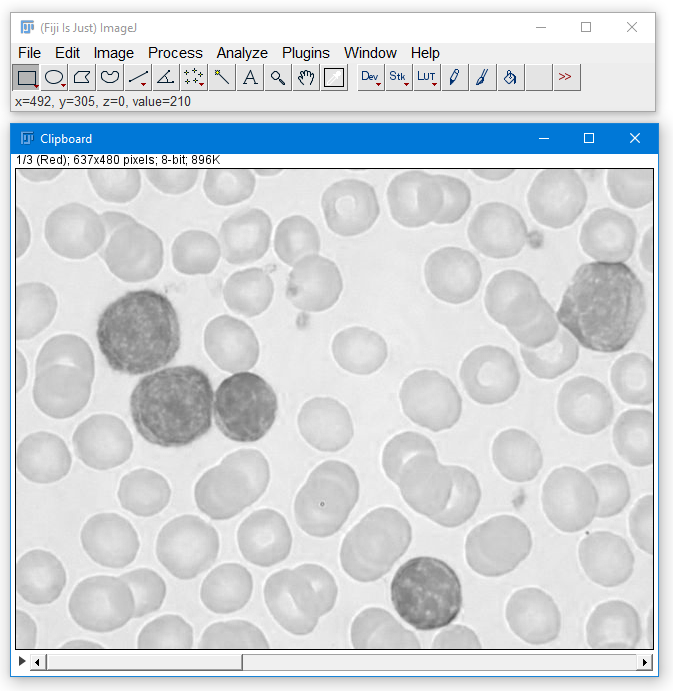 (Fiji Is Just) ImageJ
File Edit Image Process Analyze Plugins Window Help
A Dev Stk LUT >>
x=492, y=305, z=0, value=210
Clipboard
1/3 (Red); 637x480 pixels; 8-bit; 896K